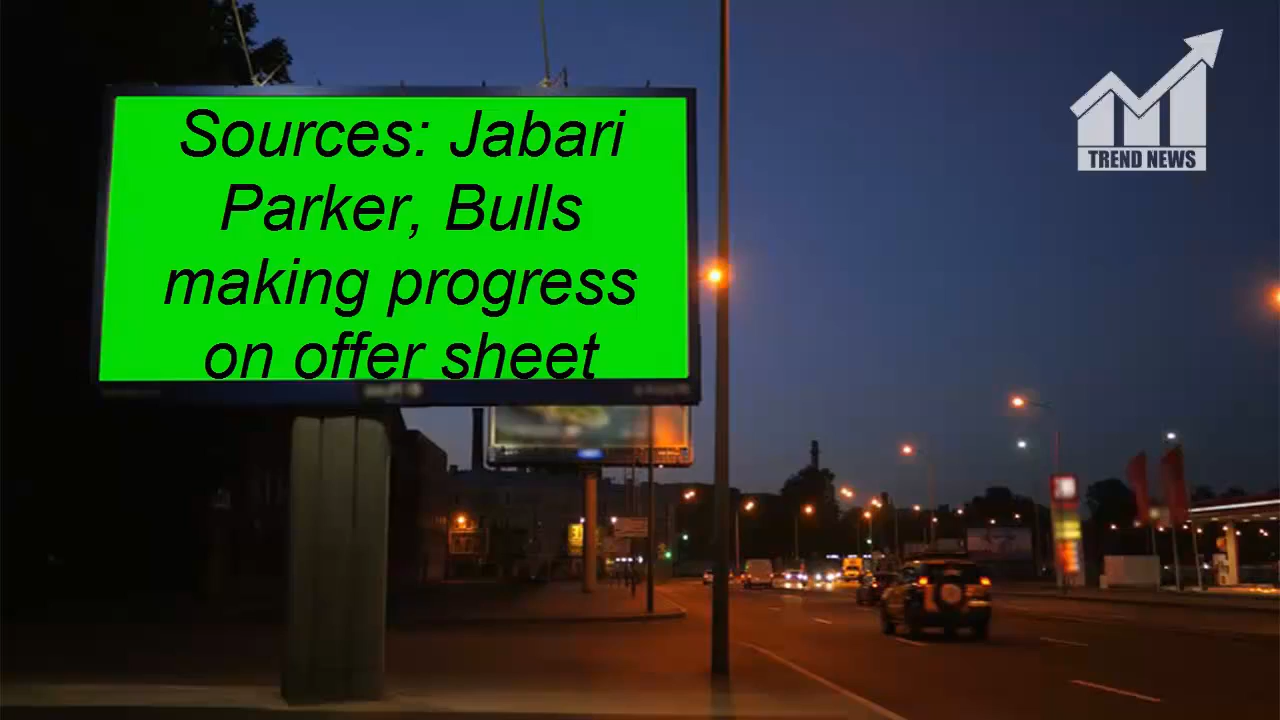 Sources: Jabari
Parker, Bulls
making progress
on offer sheet
TREND NEWS